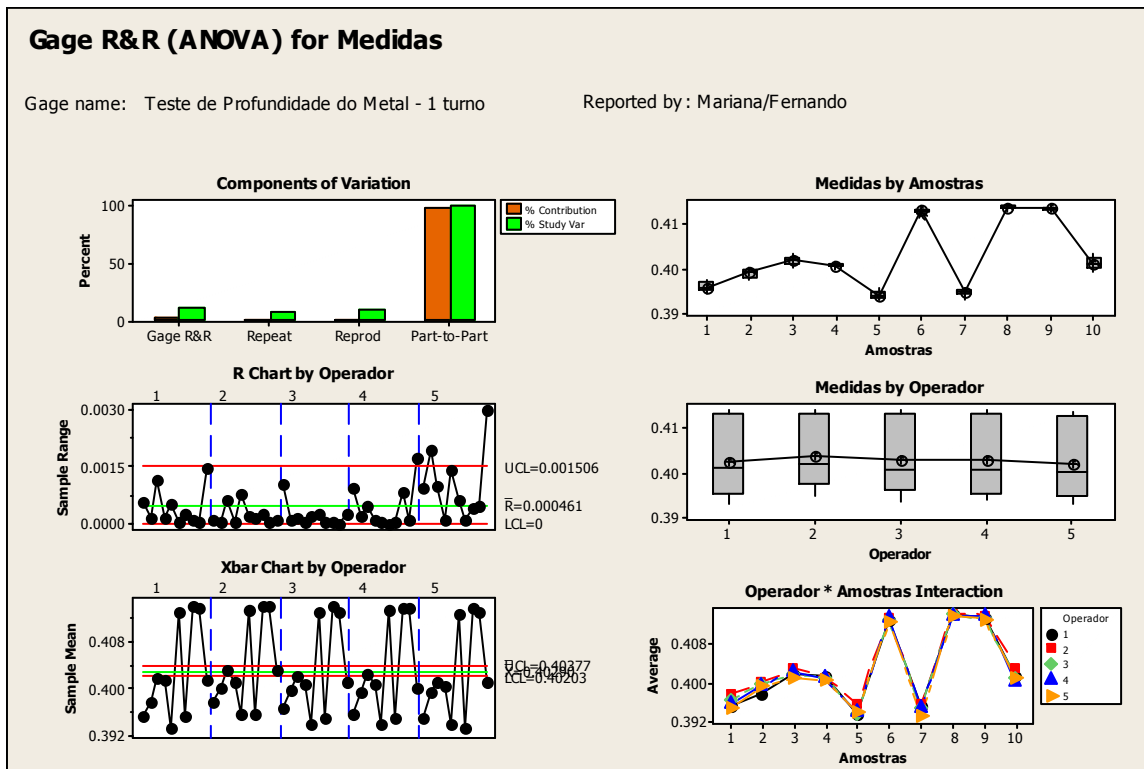 Gage R&R (ANOVA) for Medidas
Gage name: Teste de Profundidade do Metal - 1 turno
Reported by: Mariana/Fernando
Components of Variation
100
50
0
Percent
Gage R&R Repeat Reprod Part-to-Part
% Contribution
% Study Var
R Chart by Operador
1 2 3 4 5
0.0030
0.0015
0.0000
Sample Range
UCL=0.001506
R=0.000461
LCL=0
Xbar Chart by Operador
1 2 3 4 5
0.408
0.400
0.392
Sample Mean
UCL=0.40377
LCL=0.40203
Medidas by Amostras
0.41
0.40
0.39
1 2 3 4 5 6 7 8 9 10
Amostras
Medidas by Operador
0.41
0.40
0.39
1 2 3 4 5
Operador
Operador * Amostras Interaction
0.408
0.400
0.392
Average
1 2 3 4 5 6 7 8 9 10
Amostras
Operador
1
2
3
4
5